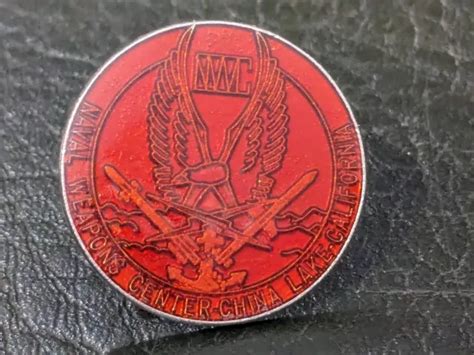 NWC
NAVAL WEAPONS CENTER-CHINA LAKE-CALIFORNIA